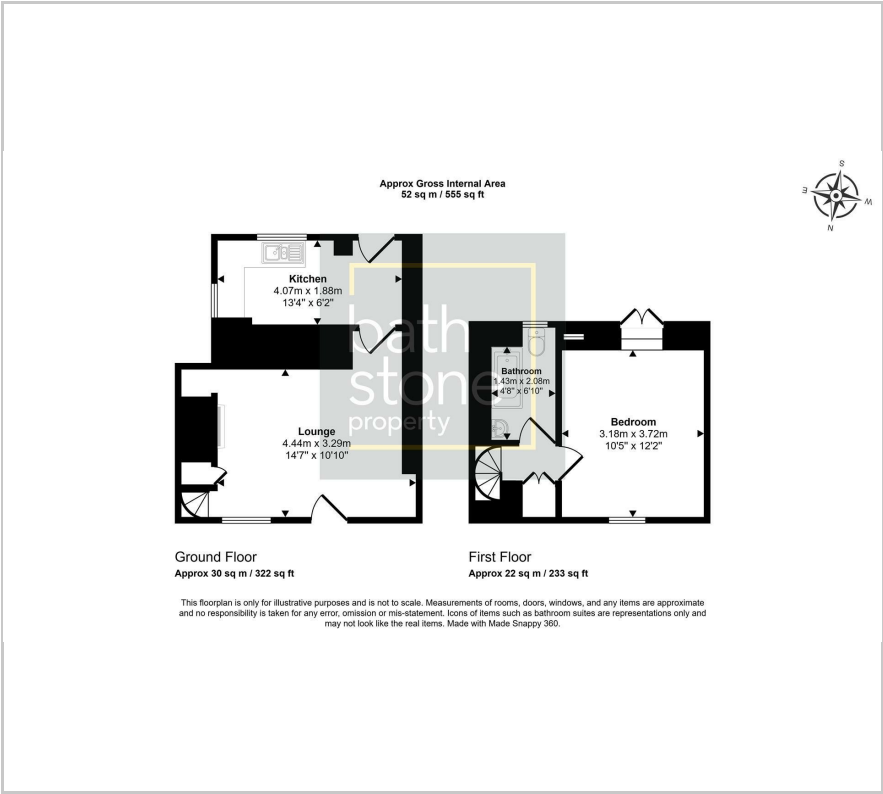 Approx Gross Internal Area
52 sq m / 555 sq ft
S
E
W
N
Kitchen
4.07m x 1.88m
13'4" x 6'2"
bath
stone
property
Lounge
4.44m x 3.29m
14'7" x 10'10"
Bathroom
1.43m x 2.08m
4'8" x 6'10"
Bedroom
3.18m x 3.72m
10'5" x 12'2"
Ground Floor
Approx 30 sq m / 322 sq ft
First Floor
Approx 22 sq m / 233 sq ft
This floorplan is only for illustrative purposes and is not to scale. Measurements of rooms, doors, windows, and any items are approximate
and no responsibility is taken for any error, omission or mis-statement. Icons of items such as bathroom suites are representations only and
may not look like the real items. Made with Made Snappy 360.